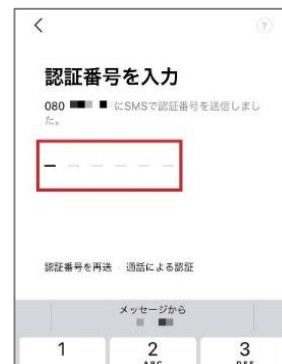 ?
認証番号を入力
080 にSMSで認証番号を送信しまし
た。
認証番号を再送 通話による認証
メッセージから
1 2 3
ABC DEF